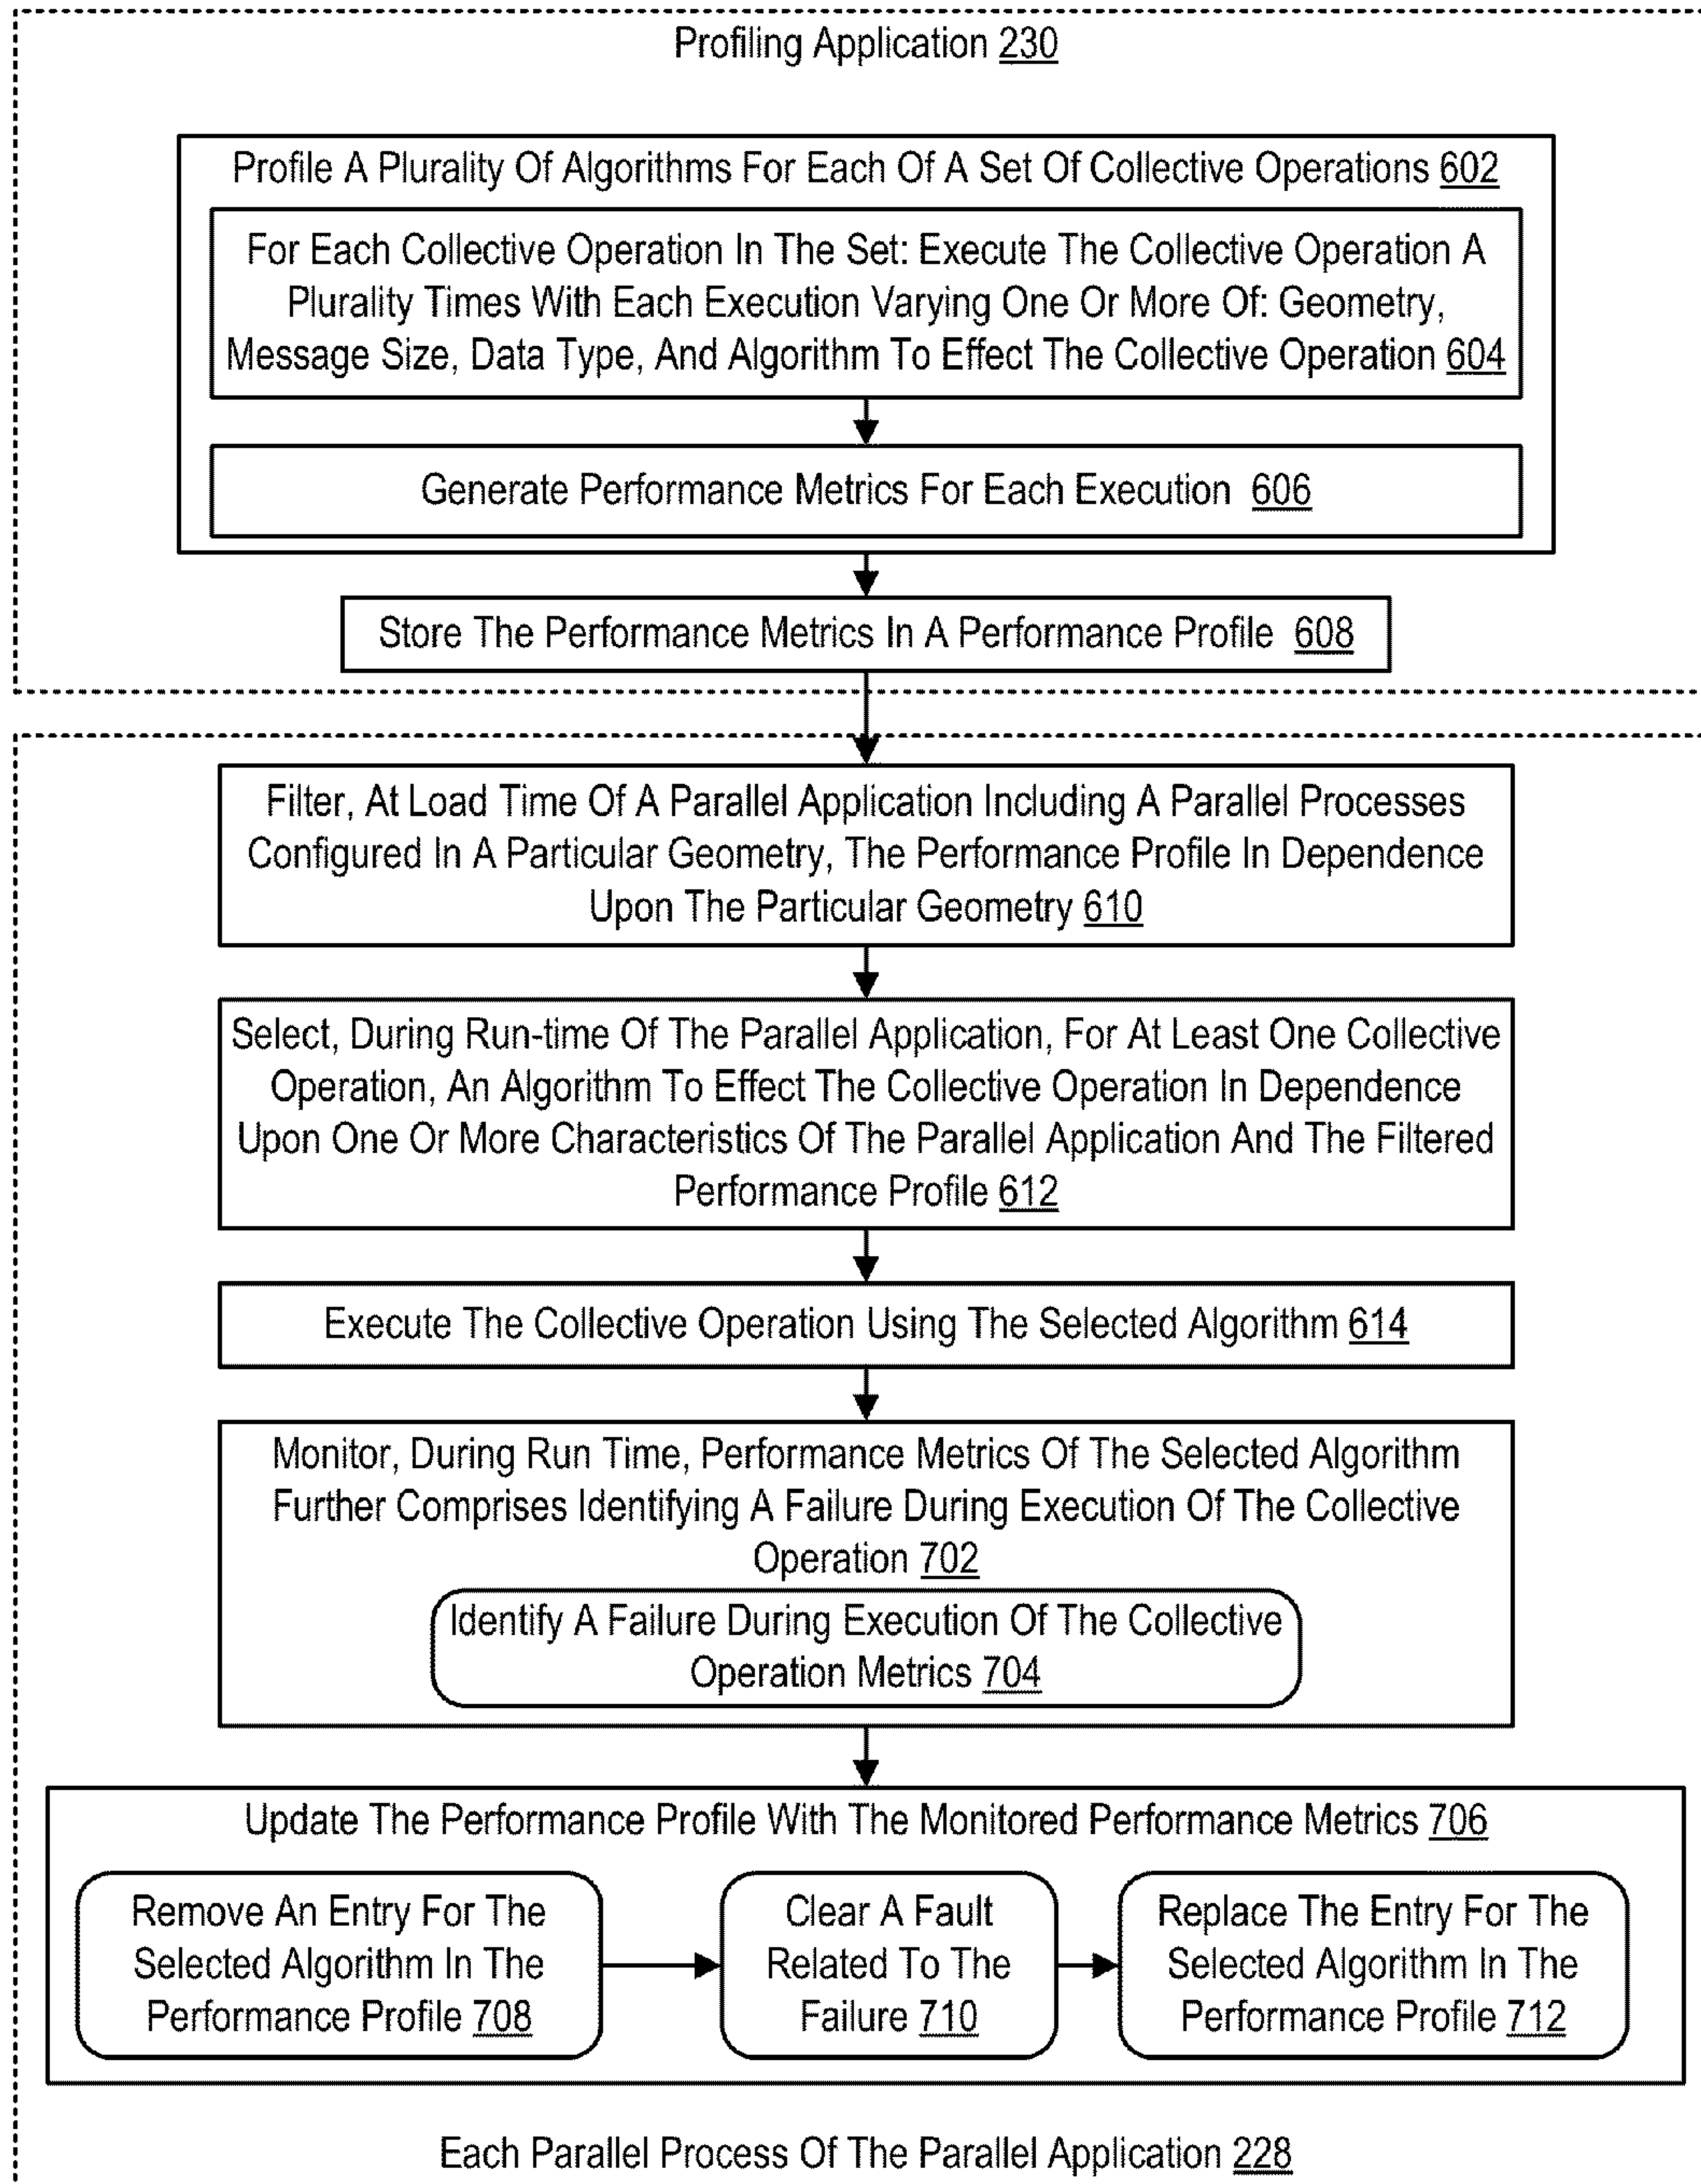 Profiling Application 230
Profile A Plurality Of Algorithms For Each Of A Set Of Collective Operations 602
For Each Collective Operation In The Set: Execute The Collective Operation A
Plurality Times With Each Execution Varying One Or More Of: Geometry,
Message Size, Data Type, And Algorithm To Effect The Collective Operation 604
Generate Performance Metrics For Each Execution 606
Store The Performance Metrics In A Performance Profile 608
Filter, At Load Time Of A Parallel Application Including A Parallel Processes
Configured In A Particular Geometry, The Performance Profile In Dependence
Upon The Particular Geometry 610
Select, During Run-time Of The Parallel Application, For At Least One Collective
Operation, An Algorithm To Effect The Collective Operation In Dependence
Upon One Or More Characteristics Of The Parallel Application And The Filtered
Performance Profile 612
Execute The Collective Operation Using The Selected Algorithm 614
Monitor, During Run Time, Performance Metrics Of The Selected Algorithm
Further Comprises Identifying A Failure During Execution Of The Collective
Operation 702
Identify A Failure During Execution Of The Collective
Operation Metrics 704
Update The Performance Profile With The Monitored Performance Metrics 706
Remove An Entry For The
Selected Algorithm In The
Performance Profile 708
Clear A Fault
Related To The
Failure 710
Replace The Entry For The
Selected Algorithm In The
Performance Profile 712
Each Parallel Process Of The Parallel Application 228